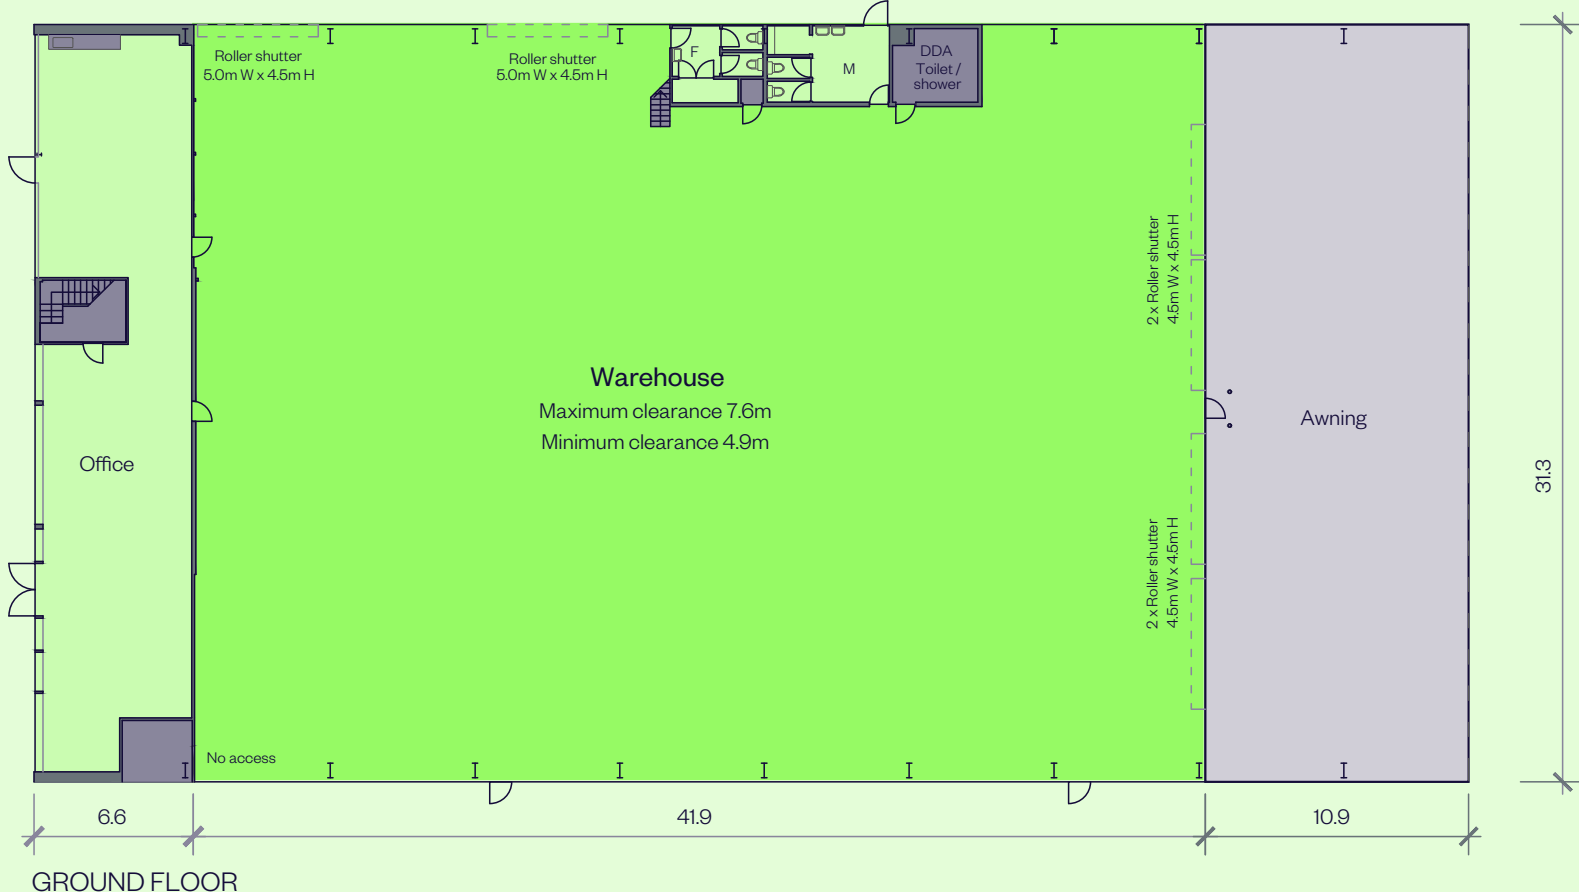 Roller shutter
5.0m W x 4.5m H
Roller shutter
5.0m W x 4.5m H
F
M
DDA
Toilet /
shower
2 x Roller shutter
4.5m W x 4.5m H
Warehouse
Maximum clearance 7.6m
Minimum clearance 4.9m
Awning
Office
31.3
2 x Roller shutter
4.5m W x 4.5m H
No access
6.6
41.9
10.9
GROUND FLOOR